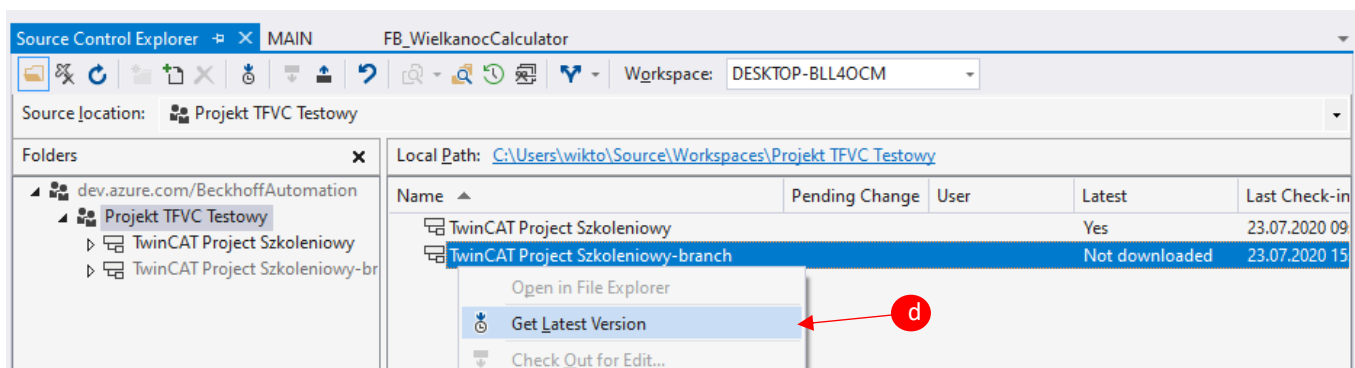 Source Control Explorer MAIN FB_WielkanocCalculator
Workspace: DESKTOP-BLL4OCM
Source location: Projekt TFVC Testowy
Folders
Local Path: C:\Users\wikto\Source\Workspaces\Projekt TFVC Testowy
dev.azure.com/BeckhoffAutomation
Projekt TFVC Testowy
TwinCAT Project Szkoleniowy
TwinCAT Project Szkoleniowy-br
Name Pending Change User Latest Last Check-in
TwinCAT Project Szkoleniowy Yes 23.07.2020 09:
TwinCAT Project Szkoleniowy-branch Not downloaded 23.07.2020 15
Open in File Explorer
Get Latest Version
d
Check Out for Edit...